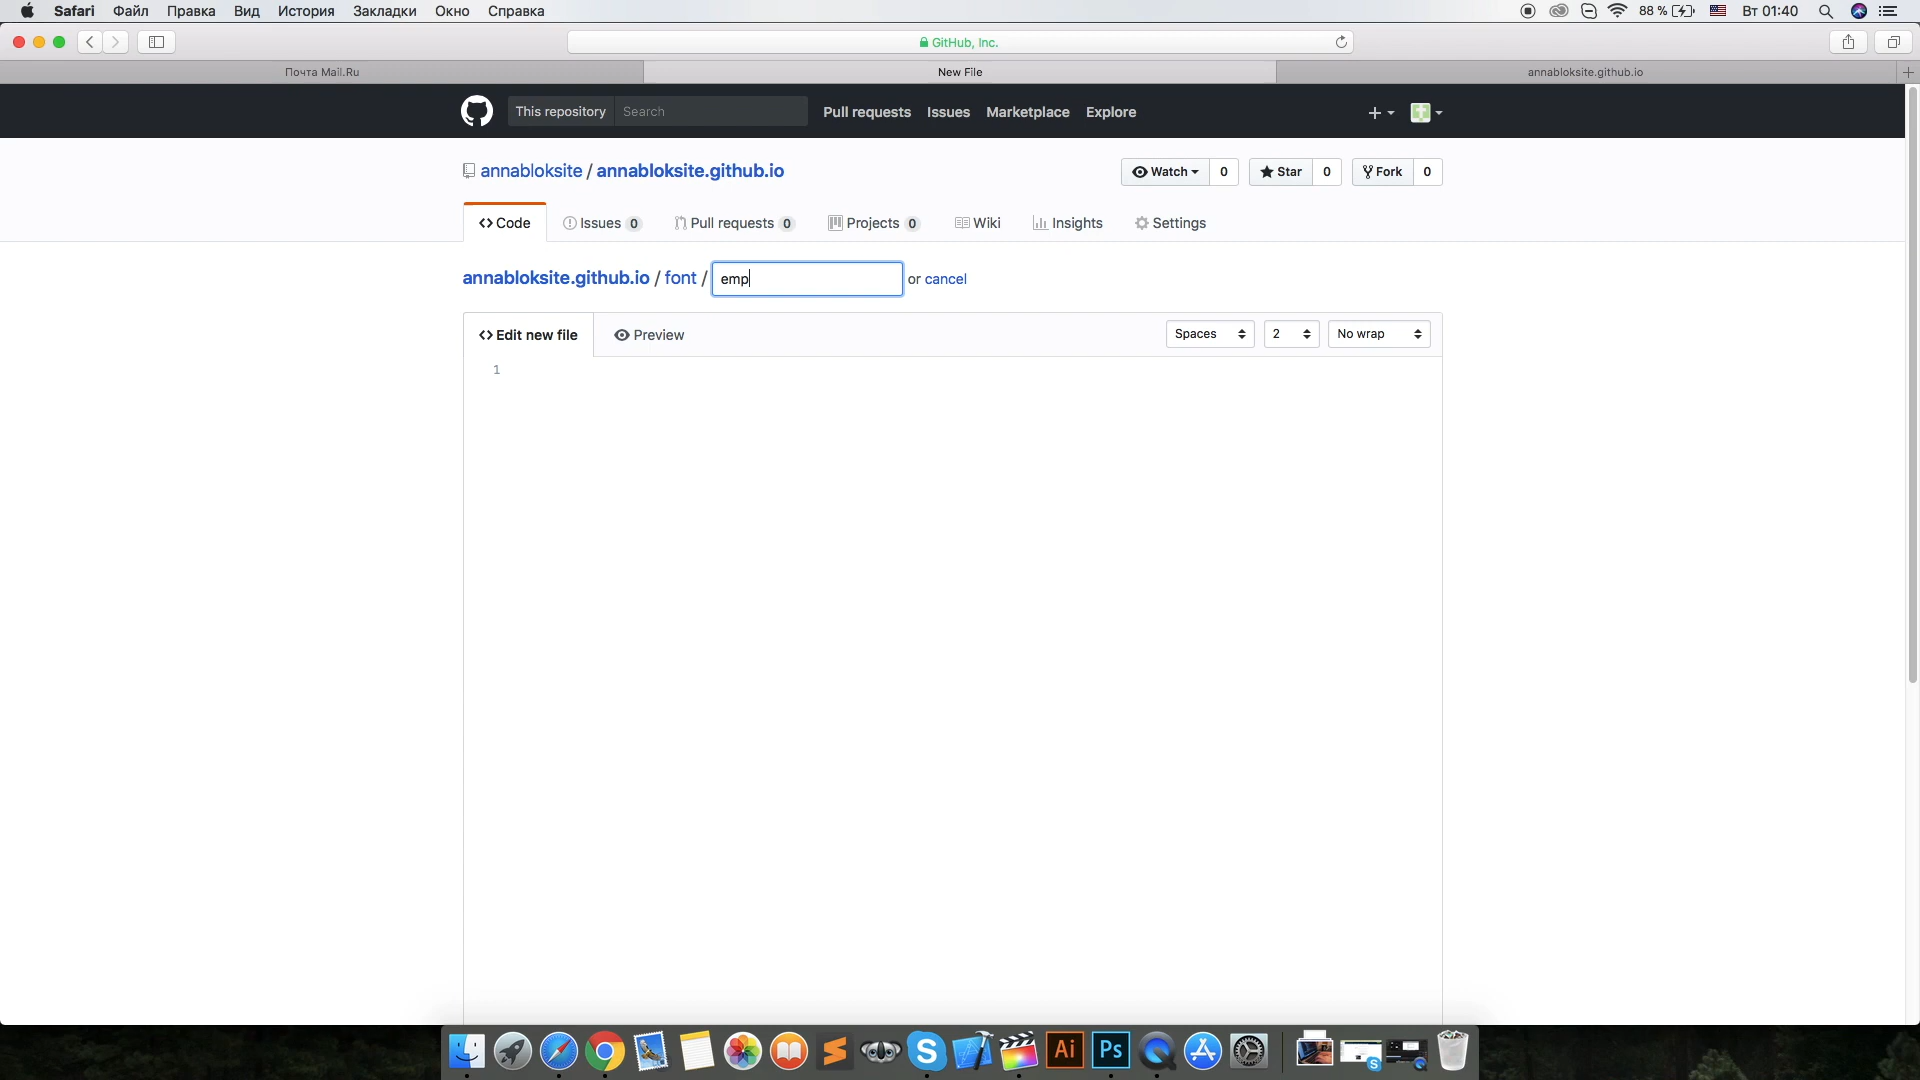 Safari Файл Правка Вид История Закладки Окно Справка 88 % Вт 01:40
GitHub, Inc.
Почта Mail.Ru New File annabloksite.github.io
This repository Search Pull requests Issues Marketplace Explore
annabloksite / annabloksite.github.io Watch 0 Star 0 Fork 0
Code Issues 0 Pull requests 0 Projects 0 Wiki Insights Settings
annabloksite.github.io / font / emp or cancel
Edit new file Preview Spaces 2 No wrap
1
Ai Ps